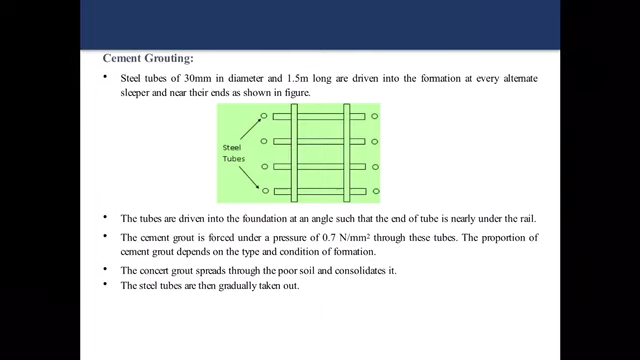 Cement Grouting:
• Steel tubes of 30mm in diameter and 1.5m long are driven into the formation at every alternate
sleeper and near their ends as shown in figure.
Steel
Tubes
• The tubes are driven into the foundation at an angle such that the end of tube is nearly under the rail.
• The cement grout is forced under a pressure of 0.7 N/mm² through these tubes. The proportion of
cement grout depends on the type and condition of formation.
• The concert grout spreads through the poor soil and consolidates it.
• The steel tubes are then gradually taken out.